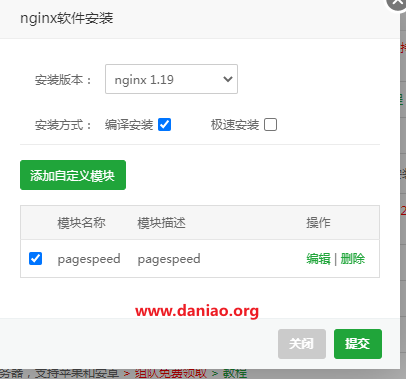 nginx软件安装
安装版本： nginx 1.19
安装方式： 编译安装 极速安装
添加自定义模块
模块名称 模块描述 操作
pagespeed pagespeed 编辑 | 删除
www.daniao.org
关闭 提交
务器，支持苹果和安卓 > 组队免费领取 > 教程